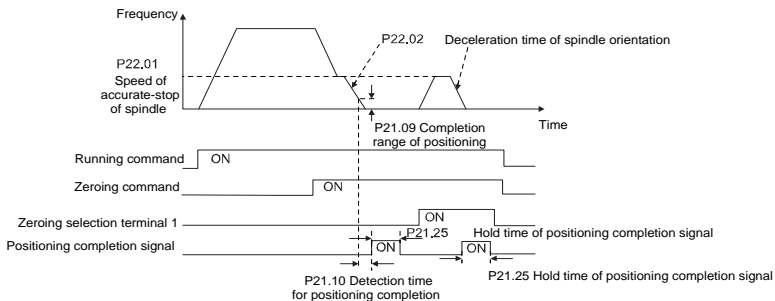 Frequency
P22.02
Deceleration time of spindle orientation
P22.01
Speed of
accurate-stop
of spindle
Time
P21.09 Completion
range of positioning
Running command
ON
Zeroing command
ON
Zeroing selection terminal 1
ON
P21.25
Hold time of positioning completion signal
Positioning completion signal
ON
ON
P21.10 Detection time
for positioning completion
P21.25 Hold time of positioning completion signal